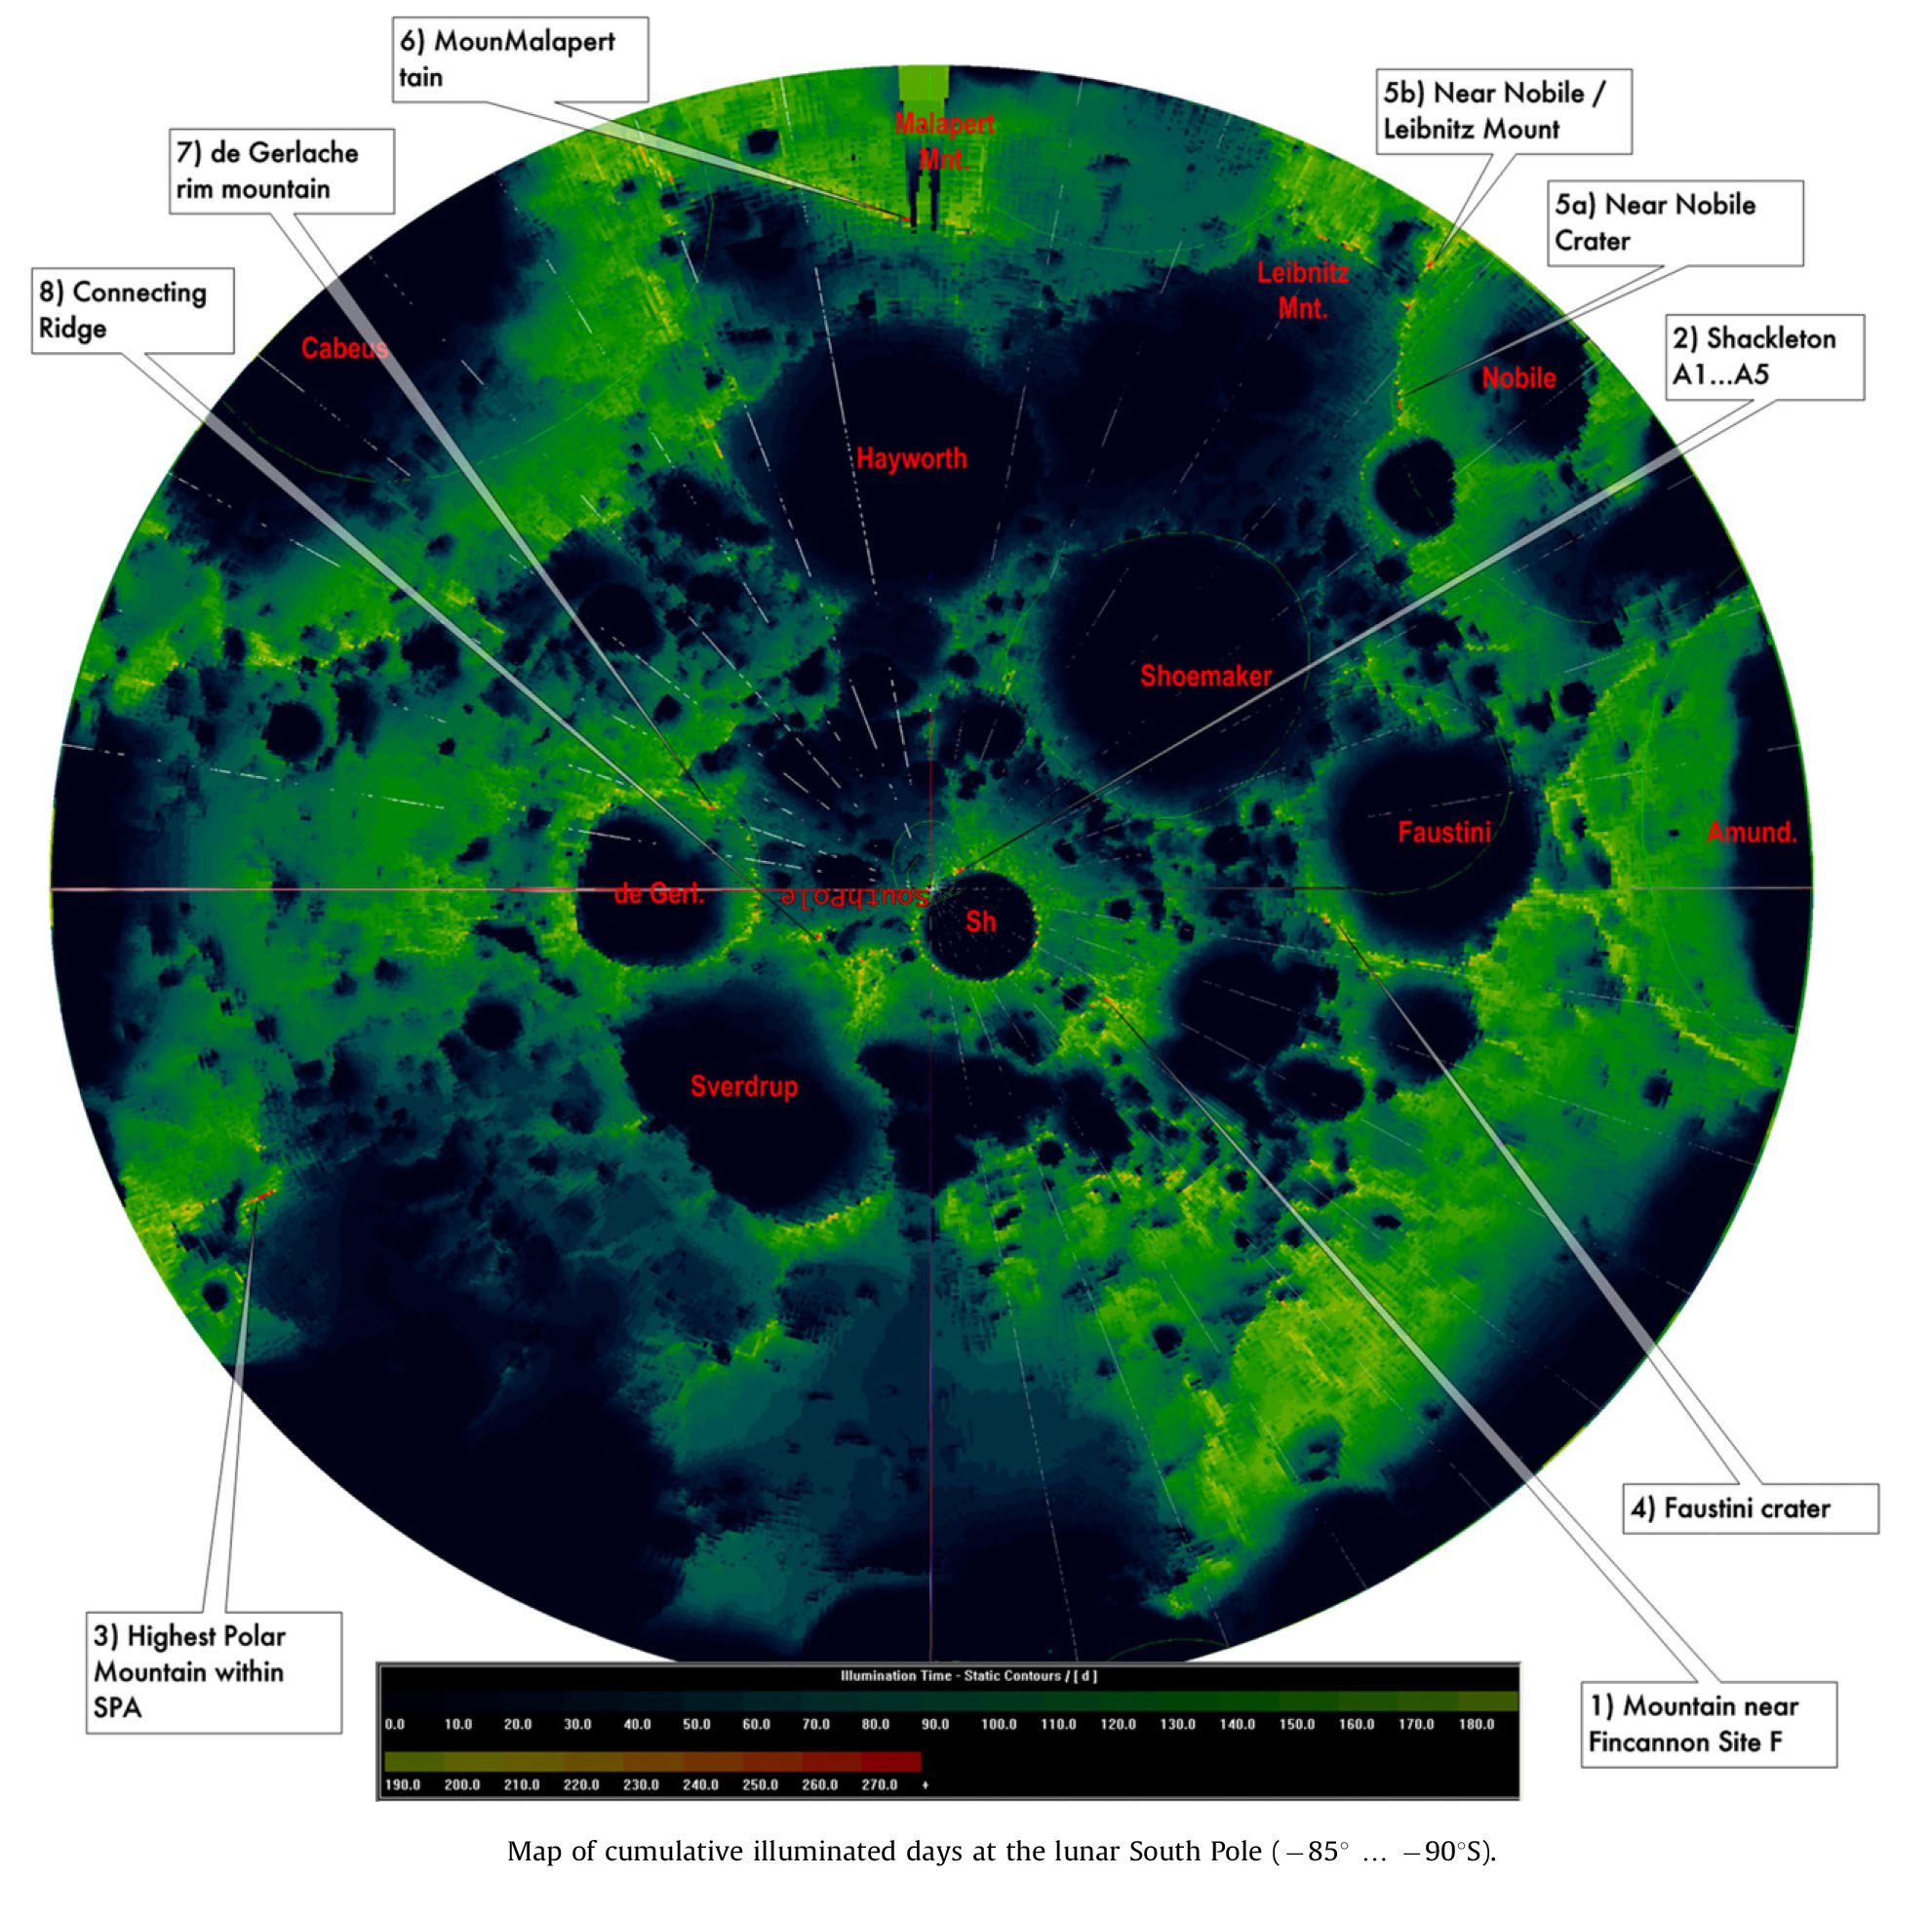 6) MounMalapert
tain
5b) Near Nobile /
Leibnitz Mount
7) de Gerlache
rim mountain
5a) Near Nobile
Crater
8) Connecting
Ridge
2) Shackleton
A1...A5
Malapert
Mnt.
Leibnitz
Mnt.
Cabeus
Nobile
Hayworth
Shoemaker
Faustini
Amund.
de Gerl.
SouthPole
Sh
Sverdrup
4) Faustini crater
3) Highest Polar
Mountain within
SPA
1) Mountain near
Fincannon Site F
Illumination Time - Static Contours / [ d ]
0.0 10.0 20.0 30.0 40.0 50.0 60.0 70.0 80.0 90.0 100.0 110.0 120.0 130.0 140.0 150.0 160.0 170.0 180.0
190.0 200.0 210.0 220.0 230.0 240.0 250.0 260.0 270.0 +
Map of cumulative illuminated days at the lunar South Pole (−85° … −90°S).